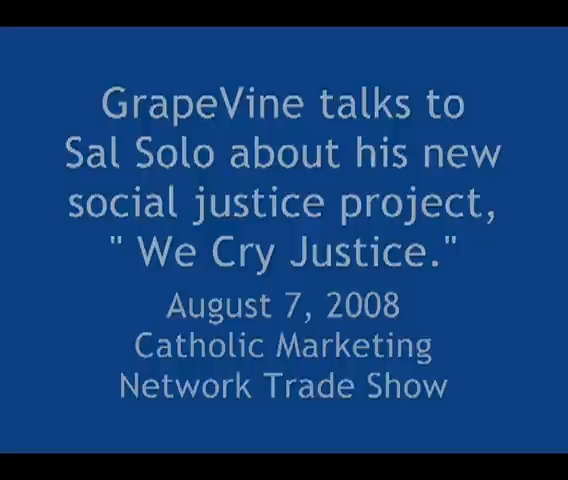 GrapeVine talks to
Sal Solo about his new
social justice project,
" We Cry Justice."
August 7, 2008
Catholic Marketing
Network Trade Show